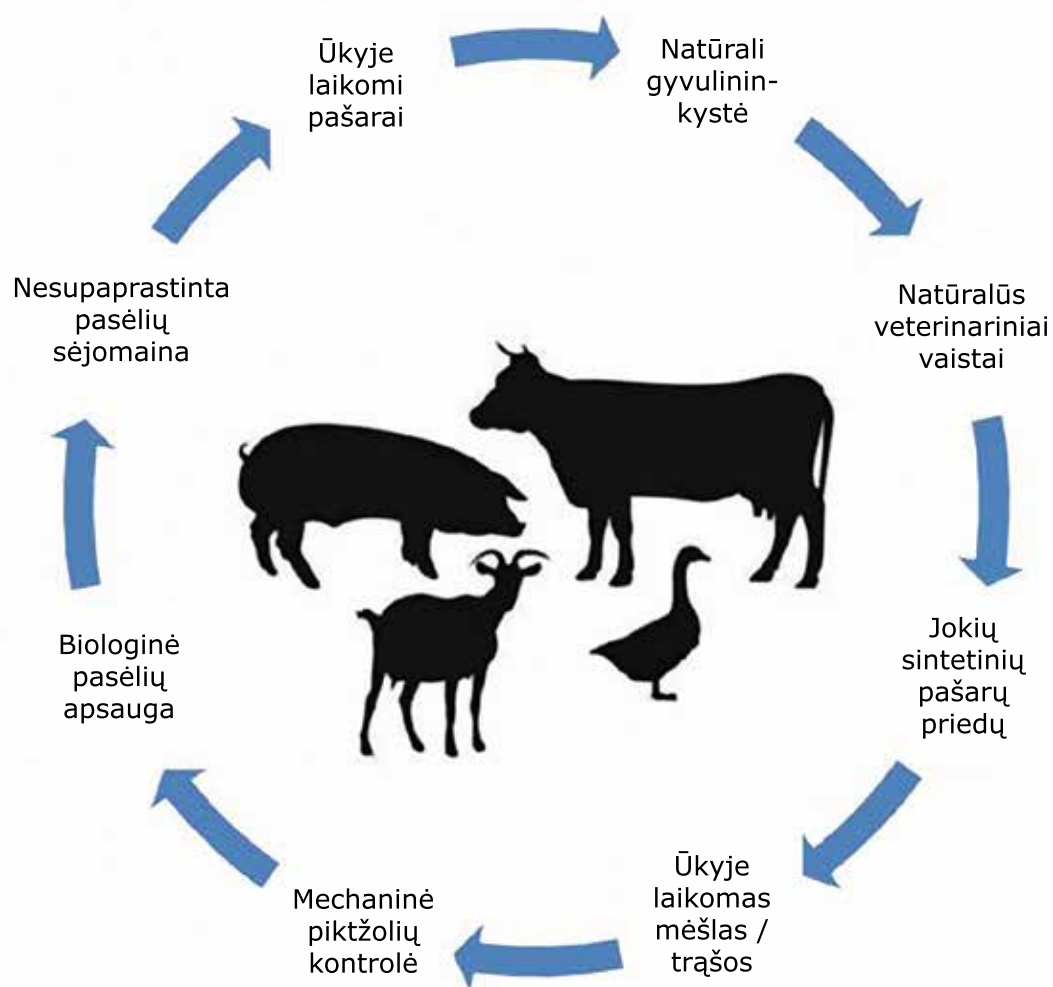 Ūkyje
laikomi
pašarai
Natūrali
gyvulinin-
kystė
Natūralūs
veterinariniai
vaistai
Jokių
sintetinių
pašarų
priedų
Ūkyje
laikomas
mėšlas /
trąšos
Mechaninė
piktžolių
kontrolė
Biologinė
pasėlių
apsauga
Nesupaprastinta
pasėlių
sėjomaina